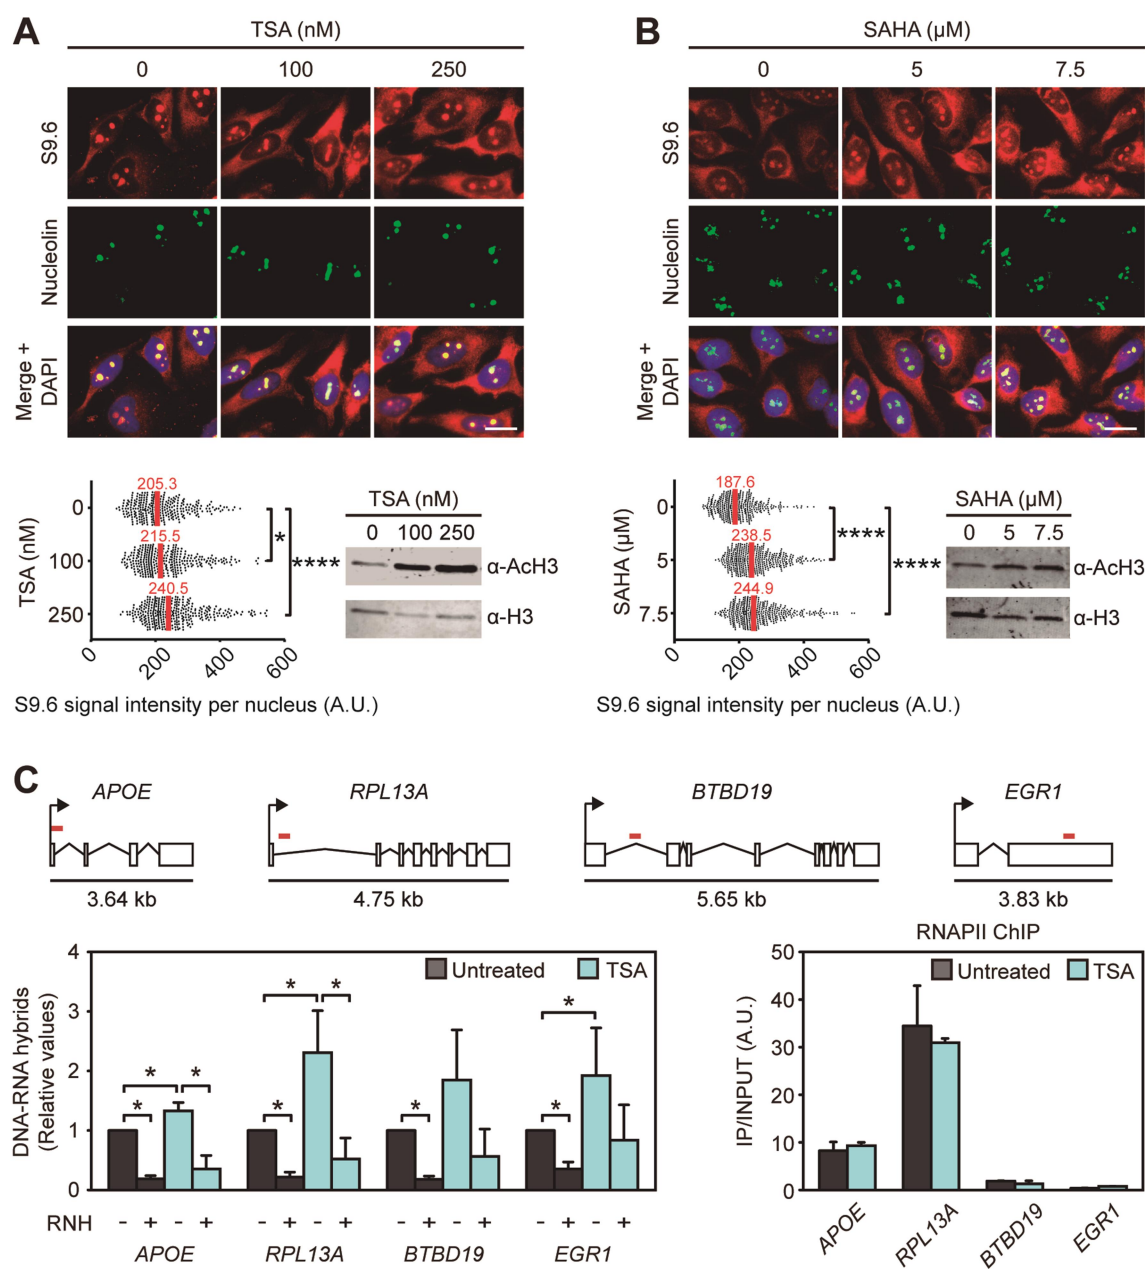 A
TSA (nM)
0 100 250
S9.6
Nucleolin
Merge +
DAPI
205.3
215.5
240.5
0
100
250
TSA (nM)
*
****
0 200 400 600
S9.6 signal intensity per nucleus (A.U.)
TSA (nM)
0 100 250
α-AcH3
α-H3
B
SAHA (μM)
0 5 7.5
S9.6
Nucleolin
Merge +
DAPI
187.6
238.5
244.9
0
5
7.5
SAHA (μM)
****
****
0 200 400 600
S9.6 signal intensity per nucleus (A.U.)
SAHA (μM)
0 5 7.5
α-AcH3
α-H3
C
APOE RPL13A BTBD19 EGR1
3.64 kb 4.75 kb 5.65 kb 3.83 kb
DNA-RNA hybrids
(Relative values)
4
3
2
1
0
Untreated TSA
* * * * * * * * *
RNH - + - + - + - + - + - + - + - +
APOE RPL13A BTBD19 EGR1
RNAPII ChIP
IP/INPUT (A.U.)
50
40
30
20
10
0
Untreated TSA
APOE RPL13A BTBD19 EGR1